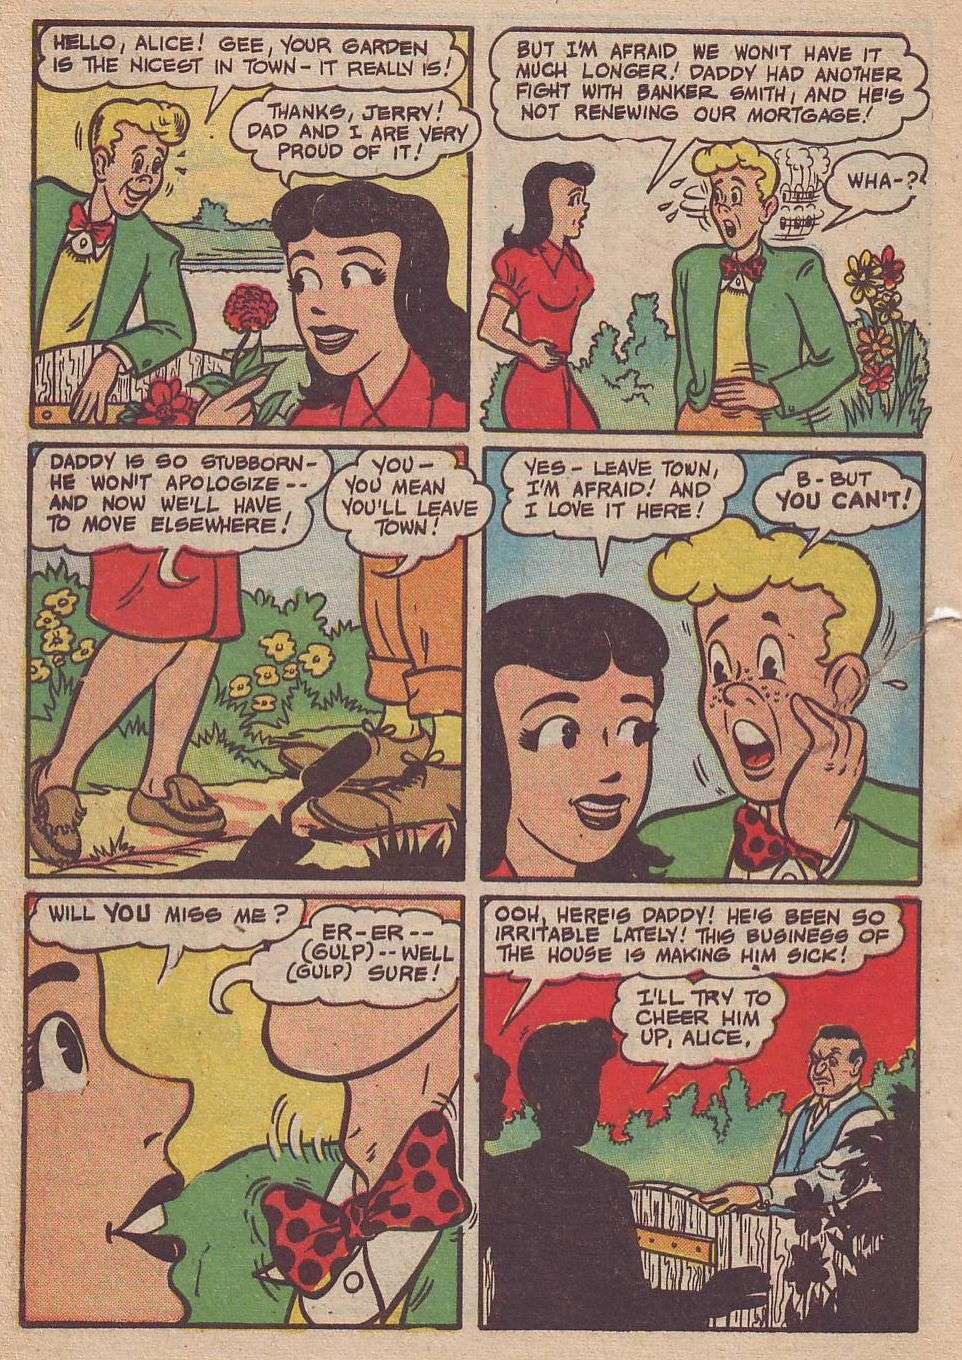 HELLO, ALICE! GEE, YOUR GARDEN
IS THE NICEST IN TOWN - IT REALLY IS!
THANKS, JERRY!
DAD AND I ARE VERY
PROUD OF IT!
BUT I'M AFRAID WE WON'T HAVE IT
MUCH LONGER! DADDY HAD ANOTHER
FIGHT WITH BANKER SMITH, AND HE'S
NOT RENEWING OUR MORTGAGE!
WHA-?
DADDY IS SO STUBBORN-
HE WON'T APOLOGIZE--
AND NOW WE'LL HAVE
TO MOVE ELSEWHERE!
YOU-
YOU MEAN
YOU'LL LEAVE
TOWN!
YES- LEAVE TOWN,
I'M AFRAID! AND
I LOVE IT HERE!
B-BUT
YOU CAN'T!
WILL YOU MISS ME?
ER-ER--
(GULP)--WELL
(GULP) SURE!
OOH, HERE'S DADDY! HE'S BEEN SO
IRRITABLE LATELY! THIS BUSINESS OF
THE HOUSE IS MAKING HIM SICK!
I'LL TRY TO
CHEER HIM
UP, ALICE.